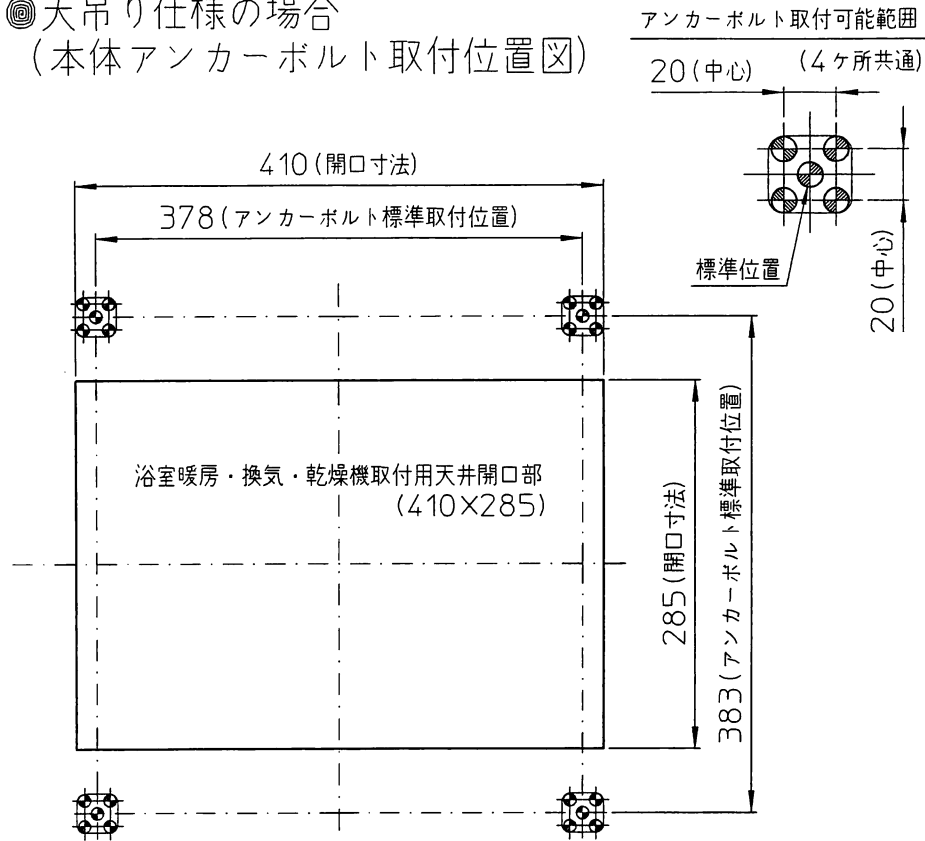 ◎天吊り仕様の場合
(本体アンカーボルト取付位置図)
アンカーボルト取付可能範囲
(4ケ所共通)
20(中心)
20(中心)
標準位置
410(開口寸法)
378(アンカーボルト標準取付位置)
浴室暖房・換気・乾燥機取付用天井開口部
(410X285)
285(開口寸法)
383(アンカーボルト標準取付位置)